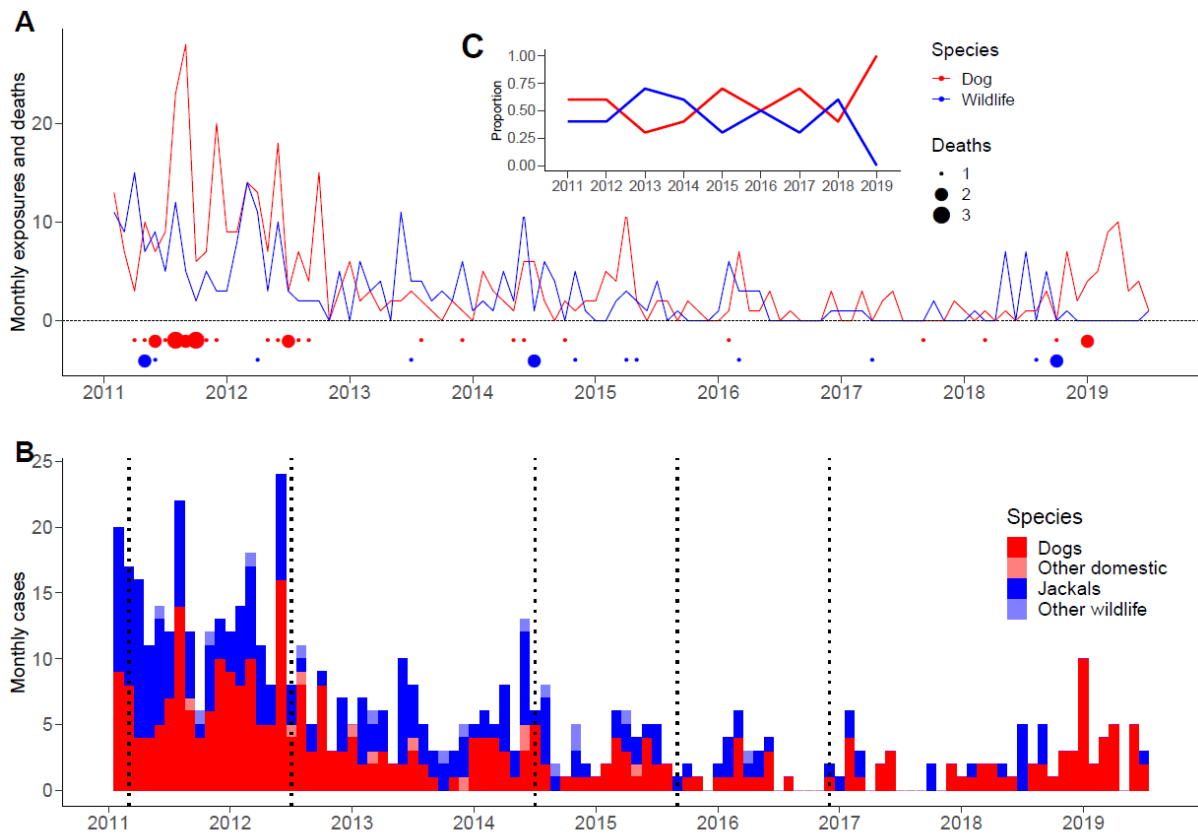 A
Monthly exposures and deaths
20
10
0
2011 2012 2013 2014 2015 2016 2017 2018 2019
C
Proportion
1.00
0.75
0.50
0.25
0.00
2011 2012 2013 2014 2015 2016 2017 2018 2019
Species
Dog
Wildlife
Deaths
1
2
3
B
Monthly cases
25
20
15
10
5
0
2011 2012 2013 2014 2015 2016 2017 2018 2019
Species
Dogs
Other domestic
Jackals
Other wildlife